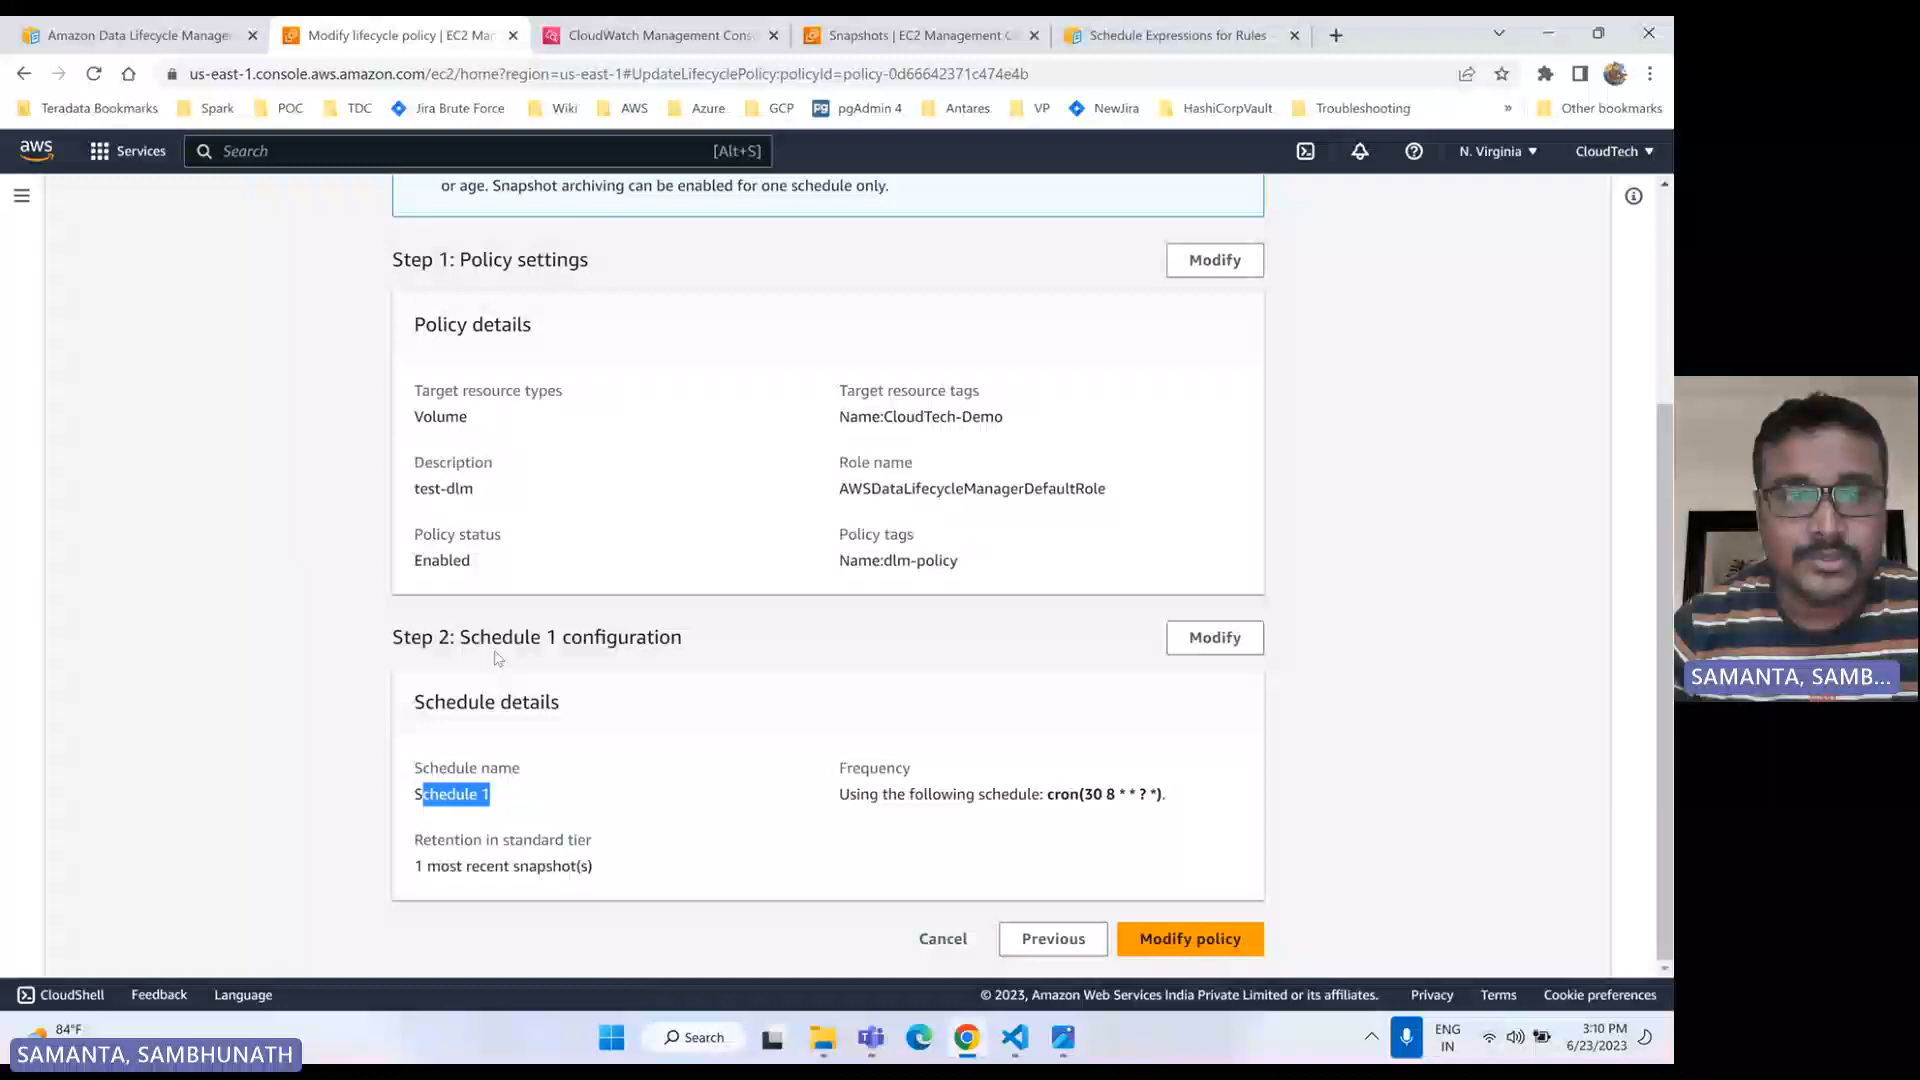 Amazon Data Lifecycle Manage
Modify lifecycle policy | EC2 Mar
CloudWatch Management Cons
Snapshots | EC2 Management C
Schedule Expressions for Rules
us-east-1.console.aws.amazon.com/ec2/home?region=us-east-1#UpdateLifecyclePolicy:policyId=policy-0d66642371c474e4b
Teradata Bookmarks Spark POC TDC Jira Brute Force Wiki AWS Azure GCP pgAdmin 4 Antares VP NewJira HashiCorpVault Troubleshooting » Other bookmarks
aws Services Search [Alt+S] N. Virginia CloudTech
or age. Snapshot archiving can be enabled for one schedule only.
Step 1: Policy settings
Modify
Policy details
Target resource types
Volume
Target resource tags
Name:CloudTech-Demo
Description
test-dlm
Role name
AWSDataLifecycleManagerDefaultRole
Policy status
Enabled
Policy tags
Name:dlm-policy
Step 2: Schedule 1 configuration
Modify
Schedule details
Schedule name
Schedule 1
Frequency
Using the following schedule: cron(30 8 * * ? *).
Retention in standard tier
1 most recent snapshot(s)
Cancel
Previous
Modify policy
CloudShell Feedback Language © 2023, Amazon Web Services India Private Limited or its affiliates. Privacy Terms Cookie preferences
84°F
Search
ENG
IN
3:10 PM
6/23/2023
SAMANTA, SAMBHUNATH
SAMANTA, SAMB...